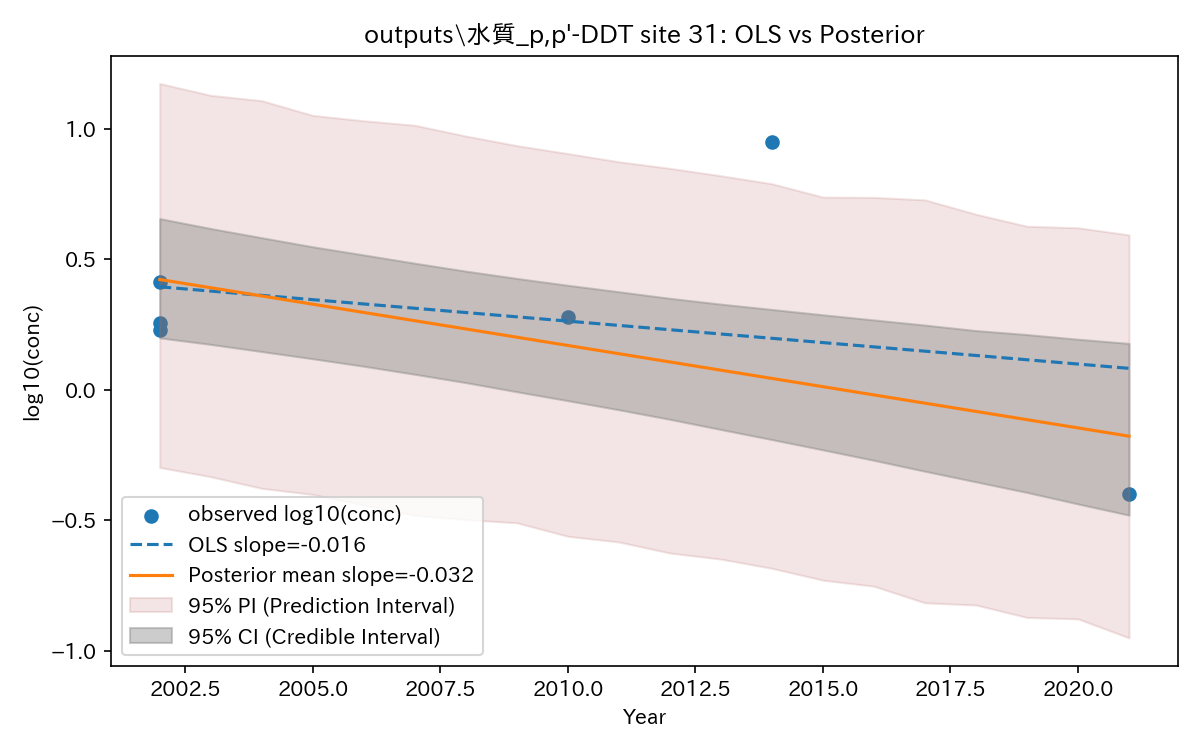 outputs\水質_p,p'-DDT site 31: OLS vs Posterior
log10(conc)
1.0
0.5
0.0
−0.5
−1.0
observed log10(conc)
OLS slope=-0.016
Posterior mean slope=-0.032
95% PI (Prediction Interval)
95% CI (Credible Interval)
2002.5 2005.0 2007.5 2010.0 2012.5 2015.0 2017.5 2020.0
Year